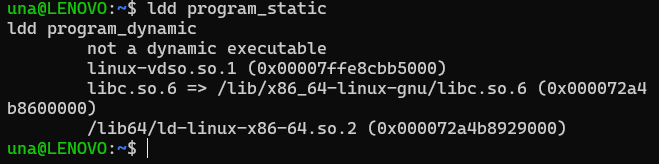 una@LENOVO:~$ ldd program_static
ldd program_dynamic
        not a dynamic executable
        linux-vdso.so.1 (0x00007ffe8cbb5000)
        libc.so.6 => /lib/x86_64-linux-gnu/libc.so.6 (0x000072a4
b8600000)
        /lib64/ld-linux-x86-64.so.2 (0x000072a4b8929000)
una@LENOVO:~$